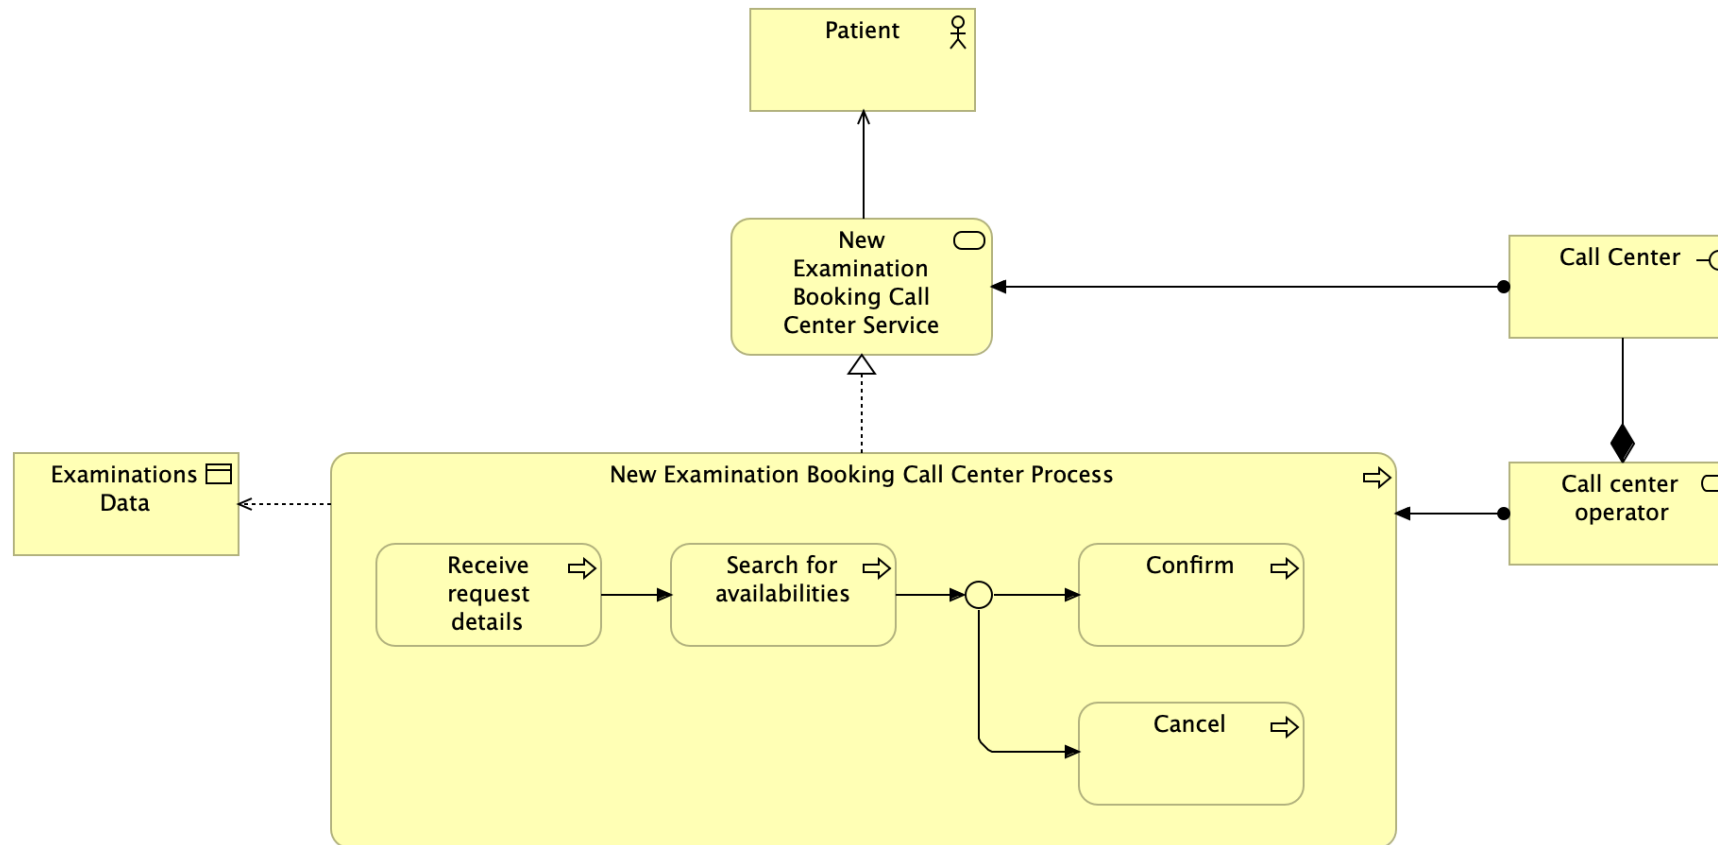 Patient
New
Examination
Booking Call
Center Service
Call Center
Examinations
Data
New Examination Booking Call Center Process
Call center
operator
Receive
request
details
Search for
availabilities
Confirm
Cancel